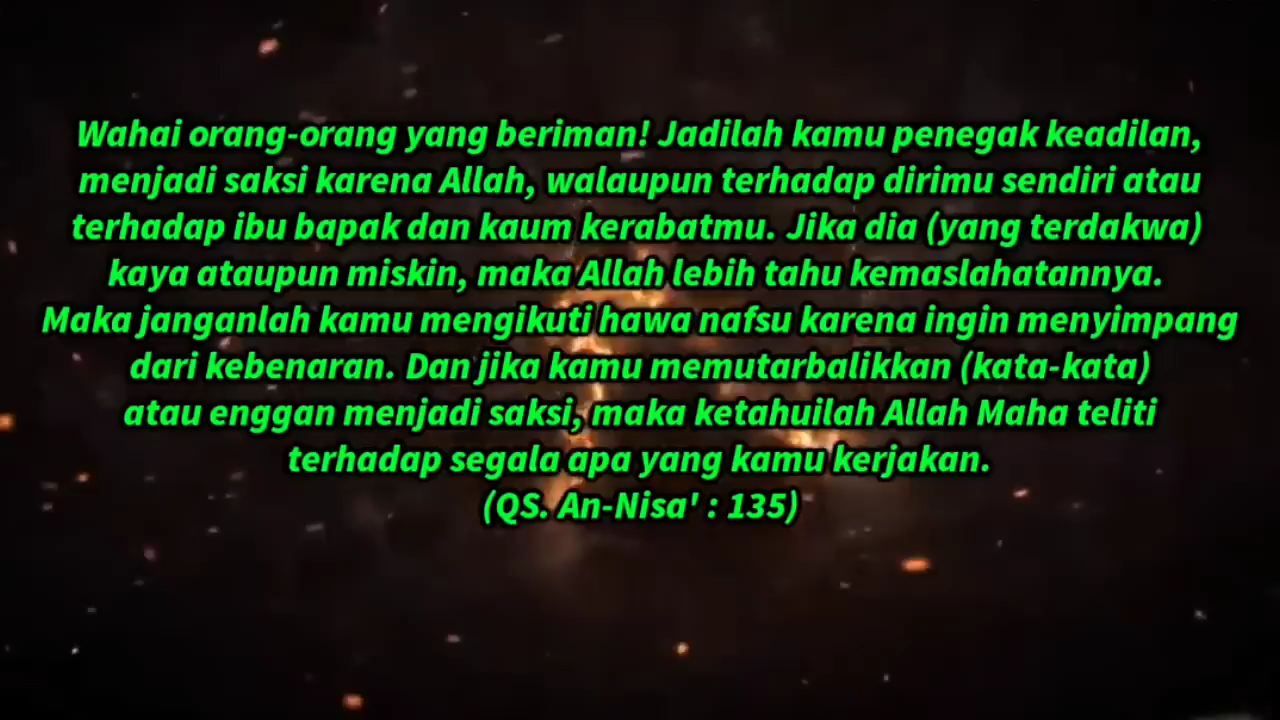 Wahai orang-orang yang beriman! Jadilah kamu penegak keadilan,
menjadi saksi karena Allah, walaupun terhadap dirimu sendiri atau
terhadap ibu bapak dan kaum kerabatmu. Jika dia (yang terdakwa)
kaya ataupun miskin, maka Allah lebih tahu kemaslahatannya.
Maka janganlah kamu mengikuti hawa nafsu karena ingin menyimpang
dari kebenaran. Dan jika kamu memutarbalikkan (kata-kata)
atau enggan menjadi saksi, maka ketahuilah Allah Maha teliti
terhadap segala apa yang kamu kerjakan.
(QS. An-Nisa' : 135)